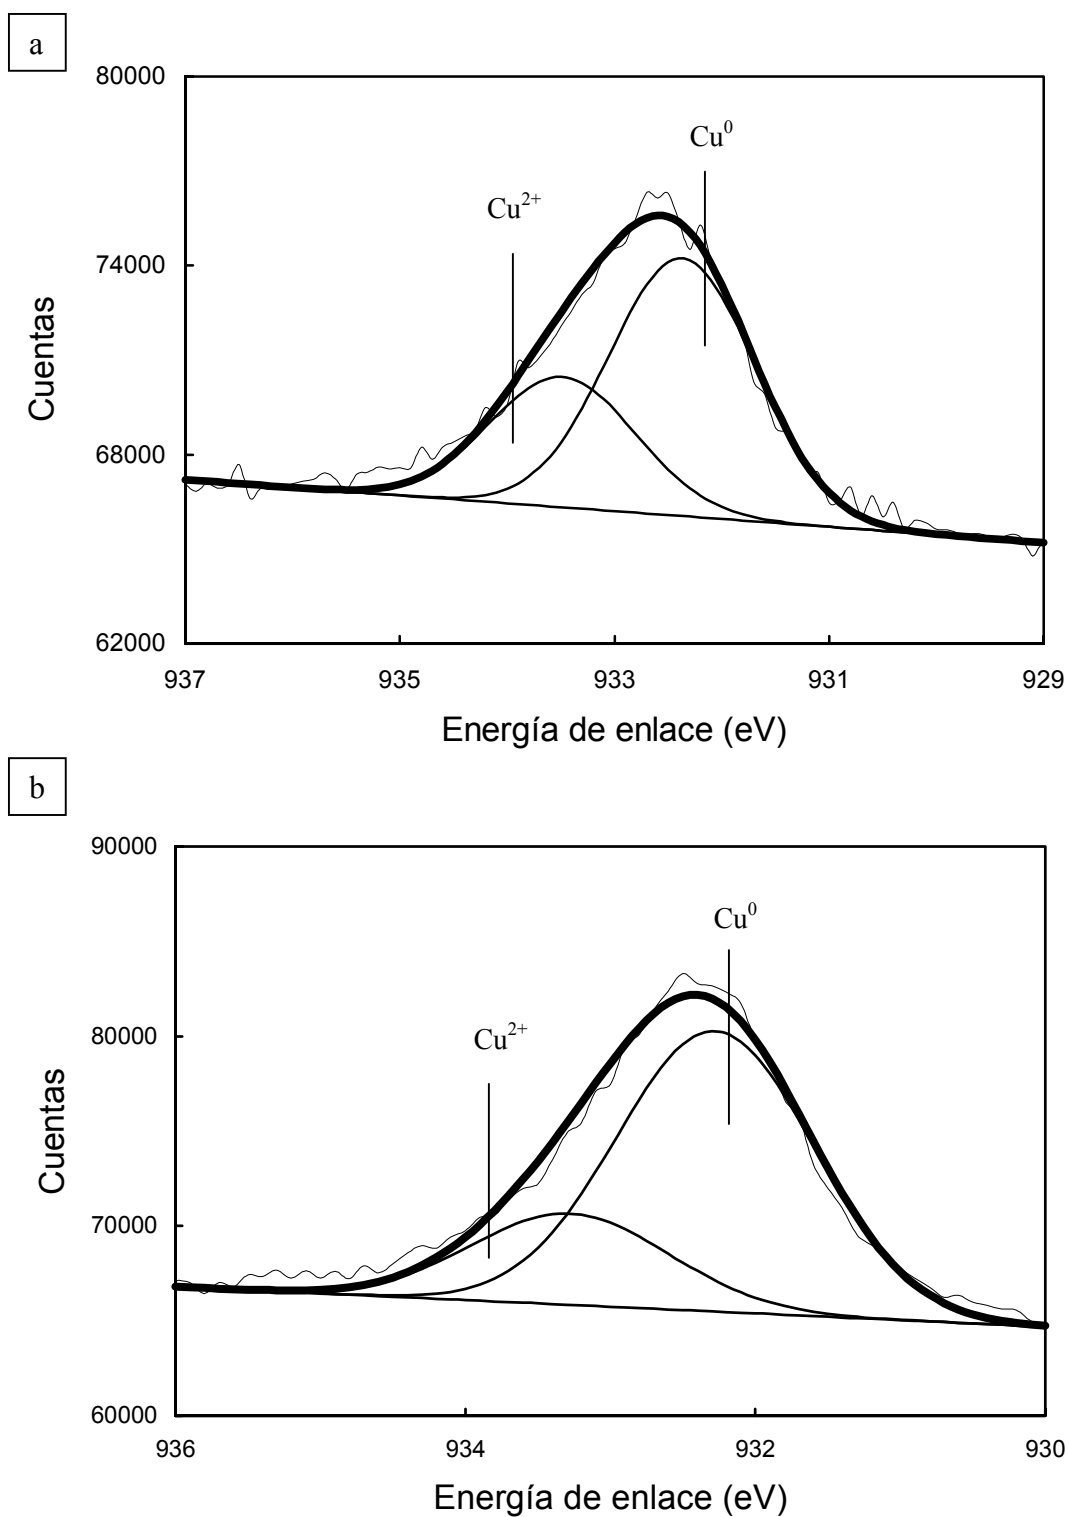 a
80000
Cu⁰
Cu²⁺
74000
Cuentas
68000
62000
937 935 933 931 929
Energía de enlace (eV)
b
90000
Cu⁰
Cu²⁺
80000
Cuentas
70000
60000
936 934 932 930
Energía de enlace (eV)